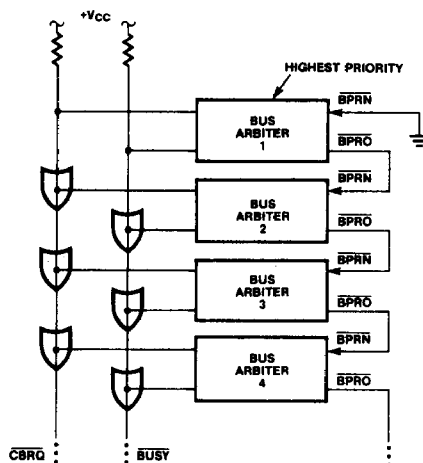 +VCC
HIGHEST PRIORITY
BUS
ARBITER
1
BPRN
BPRO
BUS
ARBITER
2
BPRN
BPRO
BUS
ARBITER
3
BPRN
BPRO
BUS
ARBITER
4
BPRN
BPRO
CBRQ
BUSY